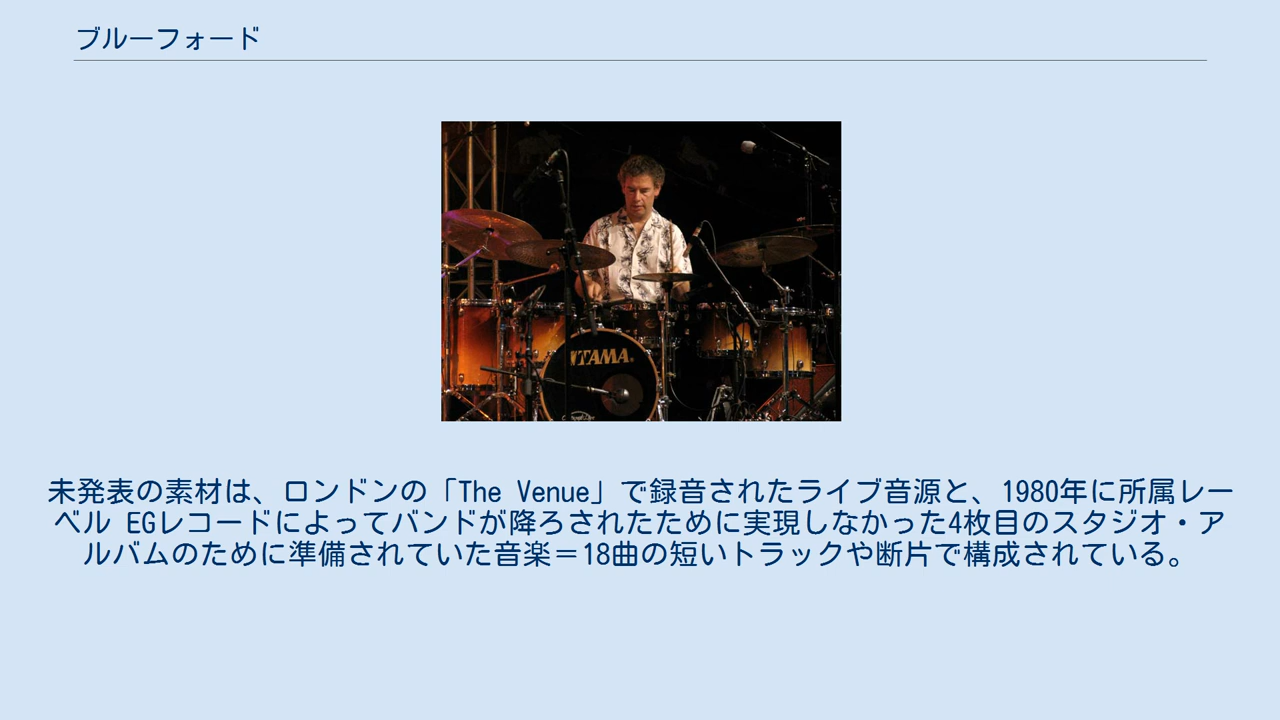 ブルーフォード
TAMA
未発表の素材は、ロンドンの「The Venue」で録音されたライブ音源と、1980年に所属レー
ベル EGレコードによってバンドが降ろされたために実現しなかった4枚目のスタジオ・ア
ルバムのために準備されていた音楽＝18曲の短いトラックや断片で構成されている。